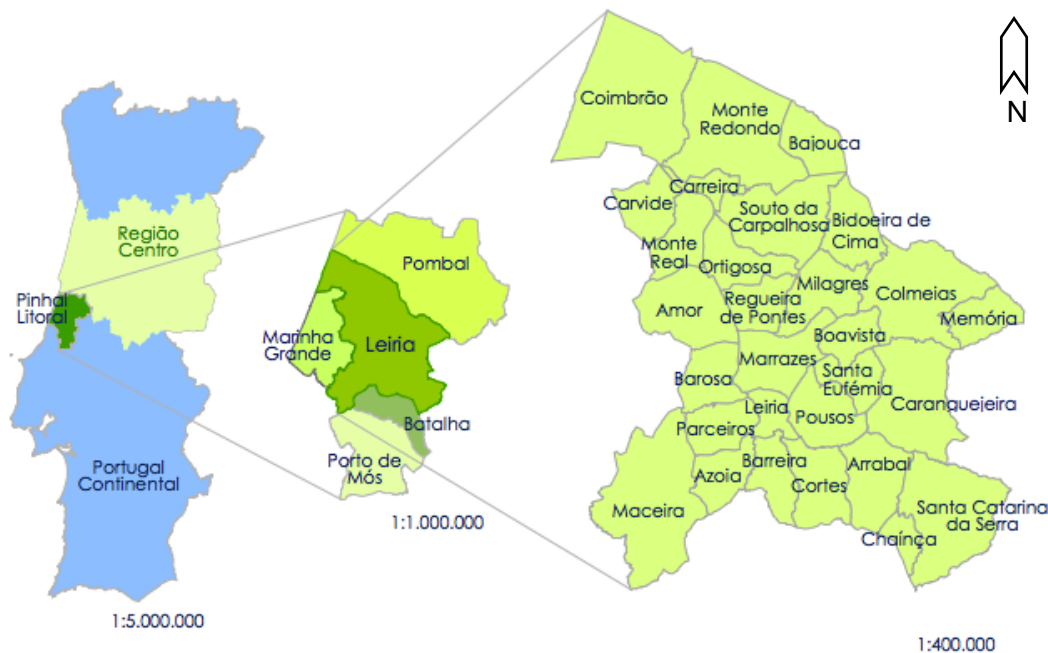 Região
Centro
Pinhal
Litoral
Portugal
Continental
1:5.000.000
Pombal
Marinha
Grande
Leiria
Batalha
Porto de
Mós
1:1.000.000
N
Coimbrão
Monte
Redondo
Bajouca
Carreira
Carvide
Souto da
Carpalhosa
Bidoeira de
Cima
Monte
Real
Ortigosa
Milagres
Colmeias
Amor
Regueira
de Pontes
Memória
Boavista
Marrazes
Barosa
Santa
Eufémia
Caranguejeira
Leiria
Pousos
Parceiros
Azoia
Barreira
Cortes
Arrabal
Maceira
Santa Catarina
da Serra
Chaínça
1:400.000